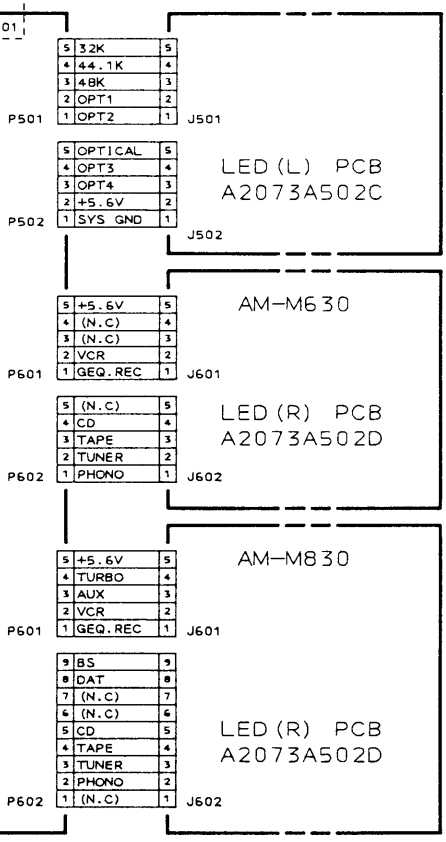 01
5 32K 5
4 44.1K 4
3 48K 3
2 OPT1 2
P501 1 OPT2 1 J501
5 OPTICAL 5
4 OPT3 4
3 OPT4 3
2 +5.6V 2
P502 1 SYS GND 1 J502
LED(L) PCB
A2073A502C
5 +5.6V 5
4 (N.C) 4
3 (N.C) 3
2 VCR 2
P601 1 GEQ.REC 1 J601
AM-M630
5 (N.C) 5
4 CD 4
3 TAPE 3
2 TUNER 2
P602 1 PHONO 1 J602
LED(R) PCB
A2073A502D
5 +5.6V 5
4 TURBO 4
3 AUX 3
2 VCR 2
P601 1 GEQ.REC 1 J601
AM-M830
9 BS 9
8 DAT 8
7 (N.C) 7
6 (N.C) 6
5 CD 5
4 TAPE 4
3 TUNER 3
2 PHONO 2
P602 1 (N.C) 1 J602
LED(R) PCB
A2073A502D